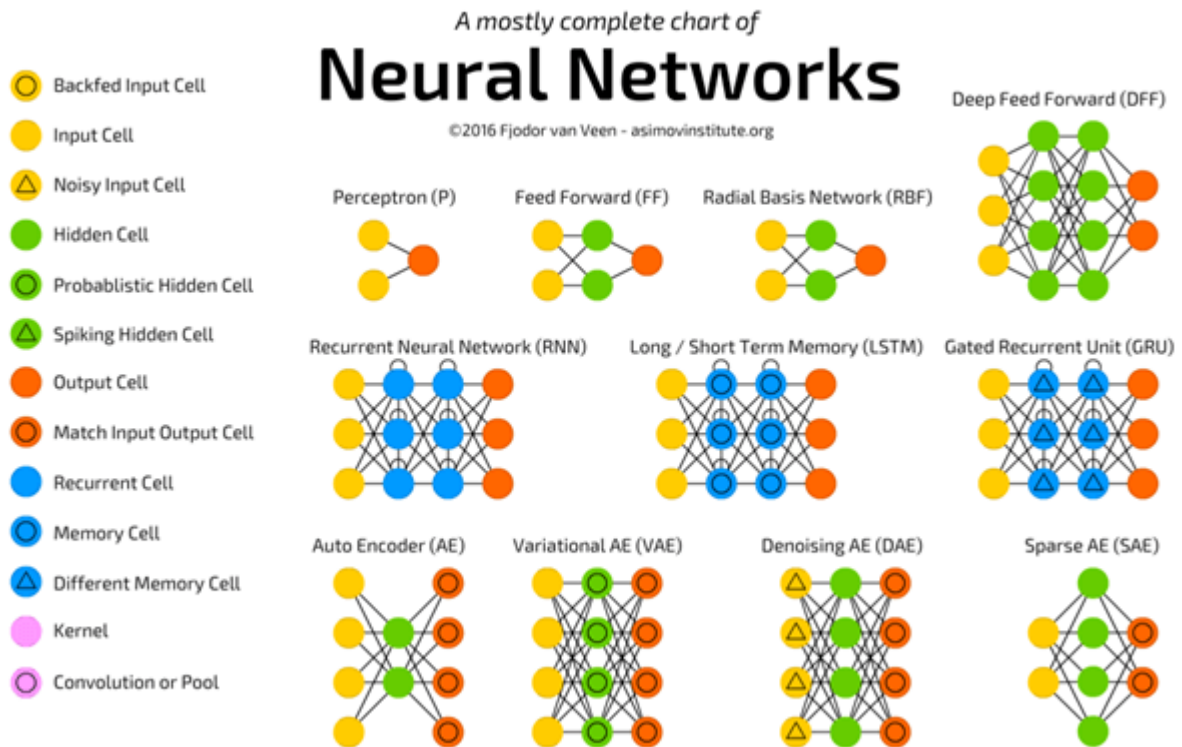 A mostly complete chart of
Neural Networks
©2016 Fjodor van Veen - asimovinstitute.org
Backfed Input Cell
Input Cell
Noisy Input Cell
Hidden Cell
Probablistic Hidden Cell
Spiking Hidden Cell
Output Cell
Match Input Output Cell
Recurrent Cell
Memory Cell
Different Memory Cell
Kernel
Convolution or Pool
Deep Feed Forward (DFF)
Perceptron (P)
Feed Forward (FF)
Radial Basis Network (RBF)
Recurrent Neural Network (RNN)
Long / Short Term Memory (LSTM)
Gated Recurrent Unit (GRU)
Auto Encoder (AE)
Variational AE (VAE)
Denoising AE (DAE)
Sparse AE (SAE)